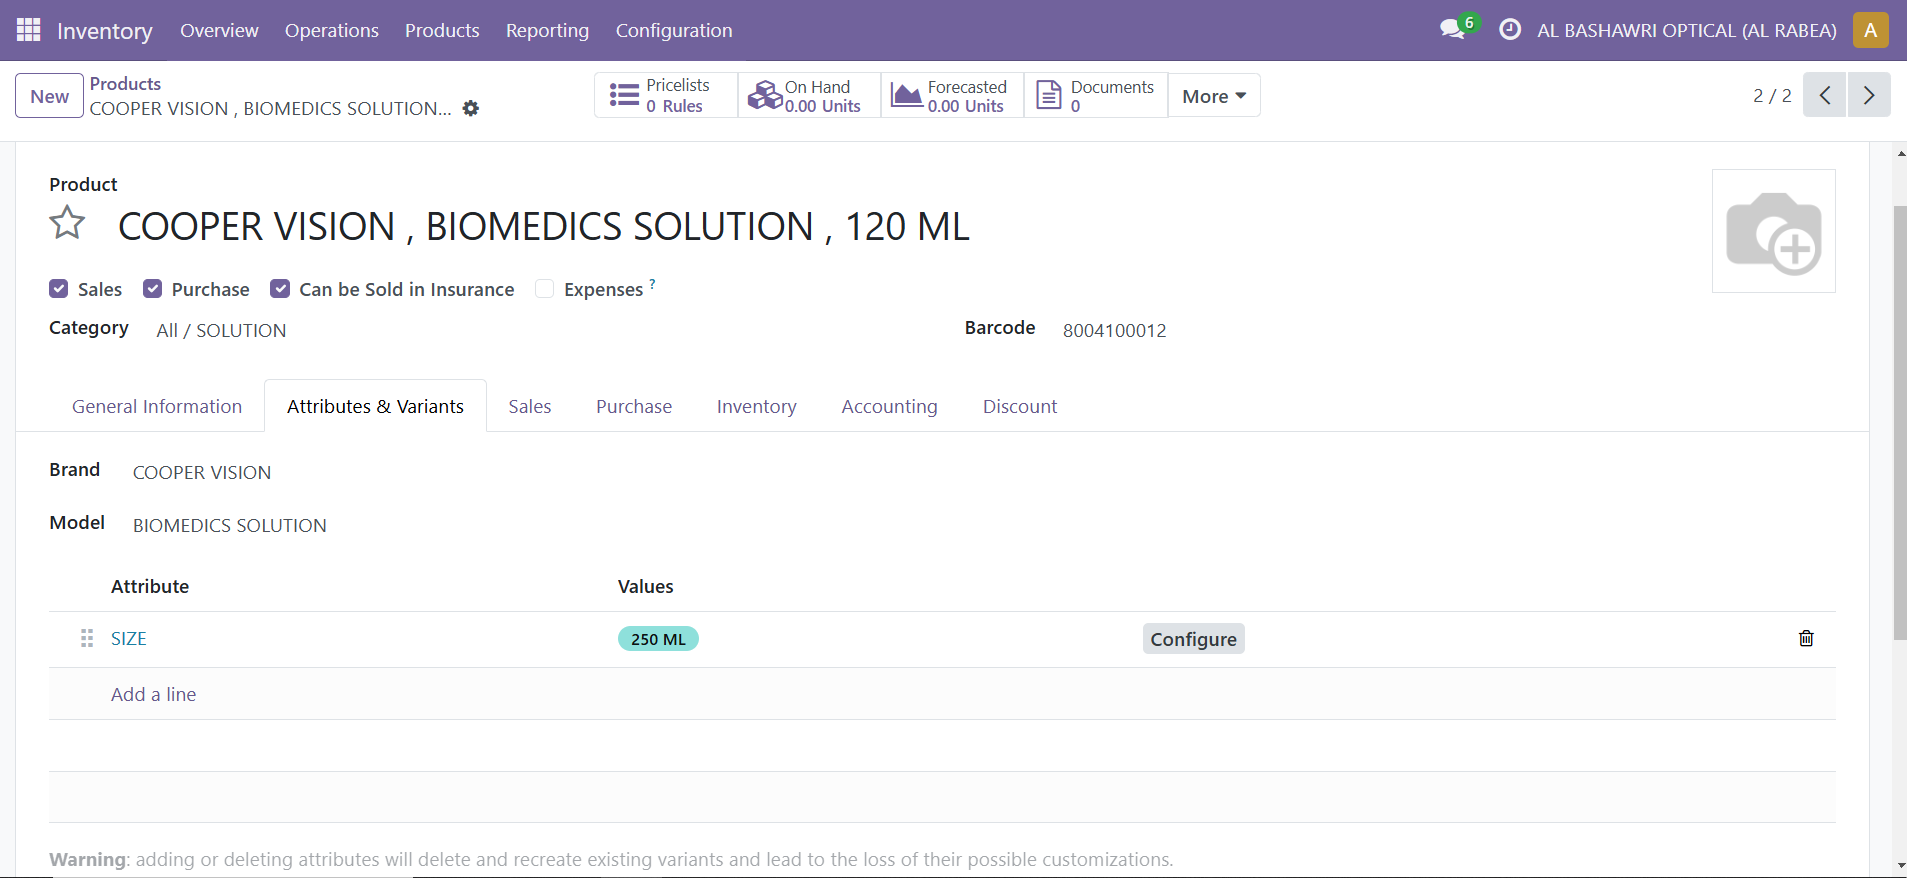 Inventory Overview Operations Products Reporting Configuration 6 AL BASHAWRI OPTICAL (AL RABEA) A
New
Products
COOPER VISION , BIOMEDICS SOLUTION...
Pricelists
0 Rules
On Hand
0.00 Units
Forecasted
0.00 Units
Documents
0
More
2 / 2
Product
COOPER VISION , BIOMEDICS SOLUTION , 120 ML
Sales Purchase Can be Sold in Insurance Expenses ?
Category All / SOLUTION
Barcode 8004100012
General Information Attributes & Variants Sales Purchase Inventory Accounting Discount
Brand COOPER VISION
Model BIOMEDICS SOLUTION
Attribute Values
SIZE 250 ML Configure
Add a line
Warning: adding or deleting attributes will delete and recreate existing variants and lead to the loss of their possible customizations.